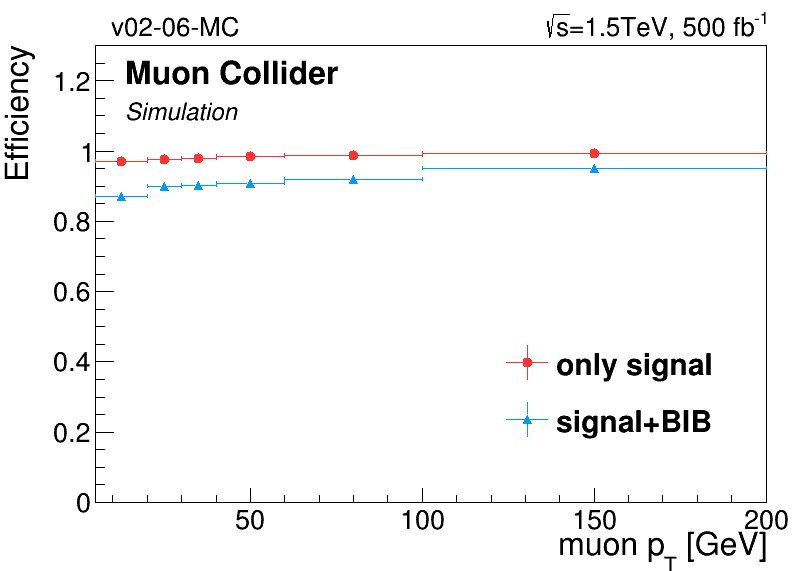 v02-06-MC
√s=1.5TeV, 500 fb⁻¹
Muon Collider
Simulation
Efficiency
1.2
1
0.8
0.6
0.4
0.2
0
only signal
signal+BIB
50 100 150 200
muon p_T [GeV]